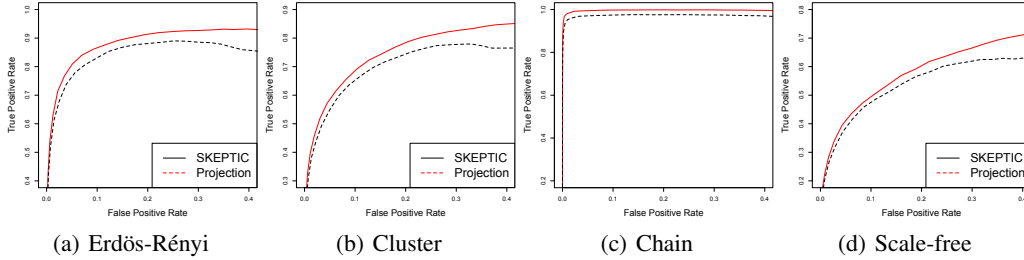 True Positive Rate
0.4 0.5 0.6 0.7 0.8 0.9 1.0
0.0 0.1 0.2 0.3 0.4
False Positive Rate
SKEPTIC
Projection
(a) Erdös-Rényi
True Positive Rate
0.3 0.4 0.5 0.6 0.7 0.8 0.9
0.0 0.1 0.2 0.3 0.4
False Positive Rate
SKEPTIC
Projection
(b) Cluster
True Positive Rate
0.2 0.4 0.6 0.8 1.0
0.0 0.1 0.2 0.3 0.4
False Positive Rate
SKEPTIC
Projection
(c) Chain
True Positive Rate
0.2 0.3 0.4 0.5 0.6 0.7 0.8
0.0 0.1 0.2 0.3 0.4
False Positive Rate
SKEPTIC
Projection
(d) Scale-free